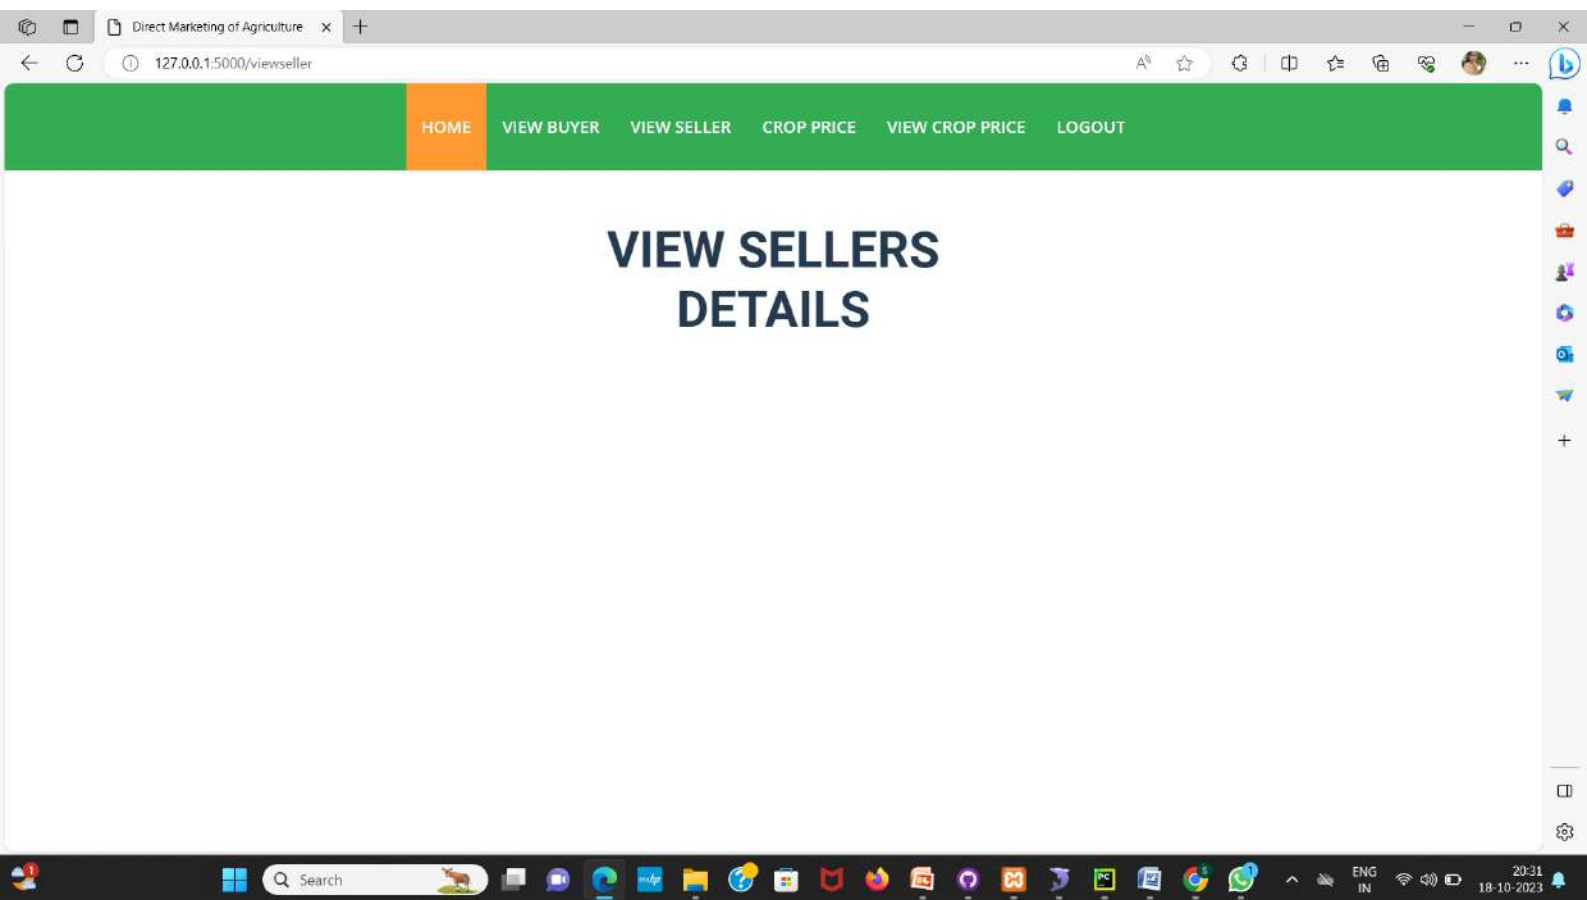 Direct Marketing of Agriculture
127.0.0.1:5000/viewseller
HOME VIEW BUYER VIEW SELLER CROP PRICE VIEW CROP PRICE LOGOUT
VIEW SELLERS
DETAILS
Search
ENG
IN
20:31
18-10-2023